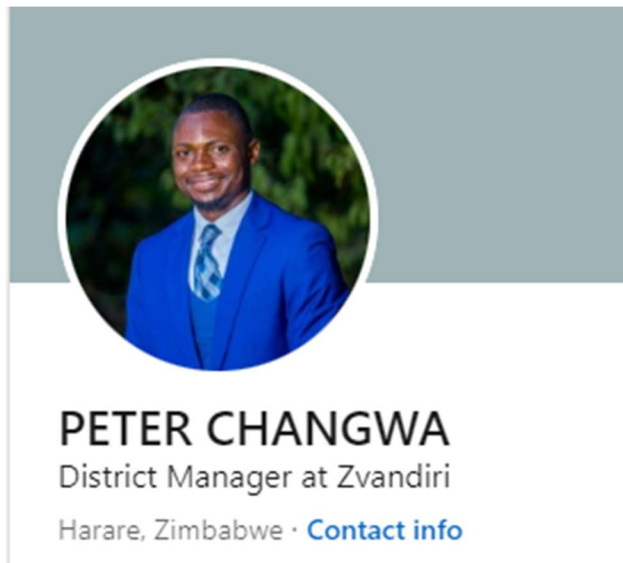 PETER CHANGWA
District Manager at Zvandiri
Harare, Zimbabwe · Contact info